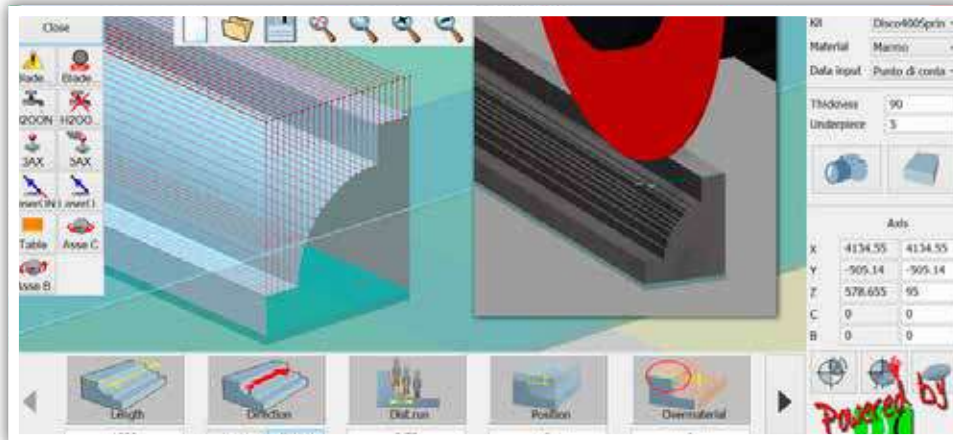 Close
Kit Disco400Sprin
Material Marmo
Data input Punto di conta
Thickness 90
Underpiece 5
Blade...
H2OON H2OO...
3AX 5AX
Table Asse C
Asse B
Axis
X 4134.55 4134.55
Y -505.14 -505.14
Z 578.655 95
C 0 0
B 0 0
Length Direction Dist.run Position Overmaterial
Powered by